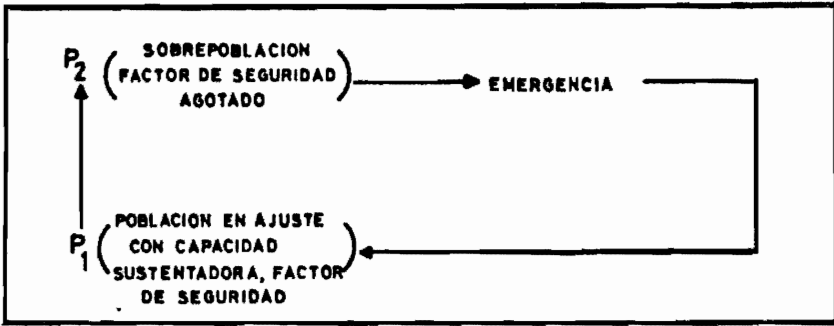 P2 (SOBREPOBLACION
FACTOR DE SEGURIDAD
AGOTADO)
EMERGENCIA
P1 (POBLACION EN AJUSTE
CON CAPACIDAD
SUSTENTADORA, FACTOR
DE SEGURIDAD)